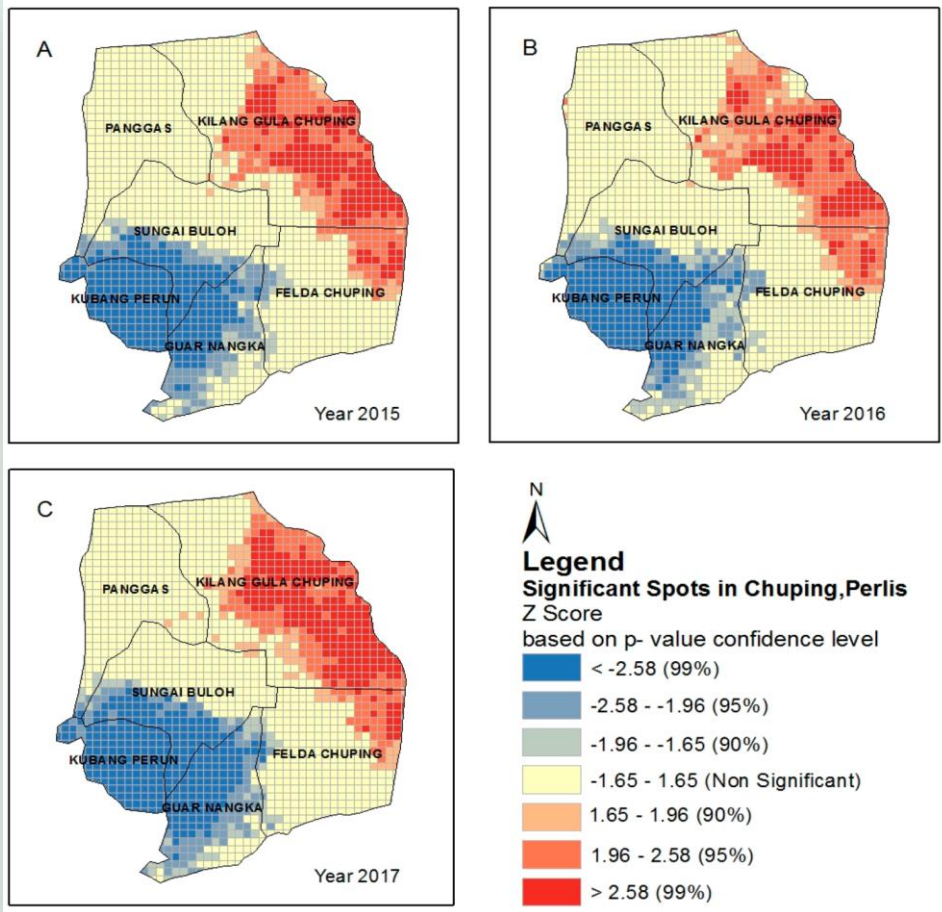 A
PANGGAS
KILANG GULA CHUPING
SUNGAI BULOH
KUBANG PERUN
FELDA CHUPING
GUAR NANGKA
Year 2015
B
PANGGAS
KILANG GULA CHUPING
SUNGAI BULOH
KUBANG PERUN
FELDA CHUPING
GUAR NANGKA
Year 2016
C
PANGGAS
KILANG GULA CHUPING
SUNGAI BULOH
KUBANG PERUN
FELDA CHUPING
GUAR NANGKA
Year 2017
N
Legend
Significant Spots in Chuping,Perlis
Z Score
based on p- value confidence level
< -2.58 (99%)
-2.58 - -1.96 (95%)
-1.96 - -1.65 (90%)
-1.65 - 1.65 (Non Significant)
1.65 - 1.96 (90%)
1.96 - 2.58 (95%)
> 2.58 (99%)